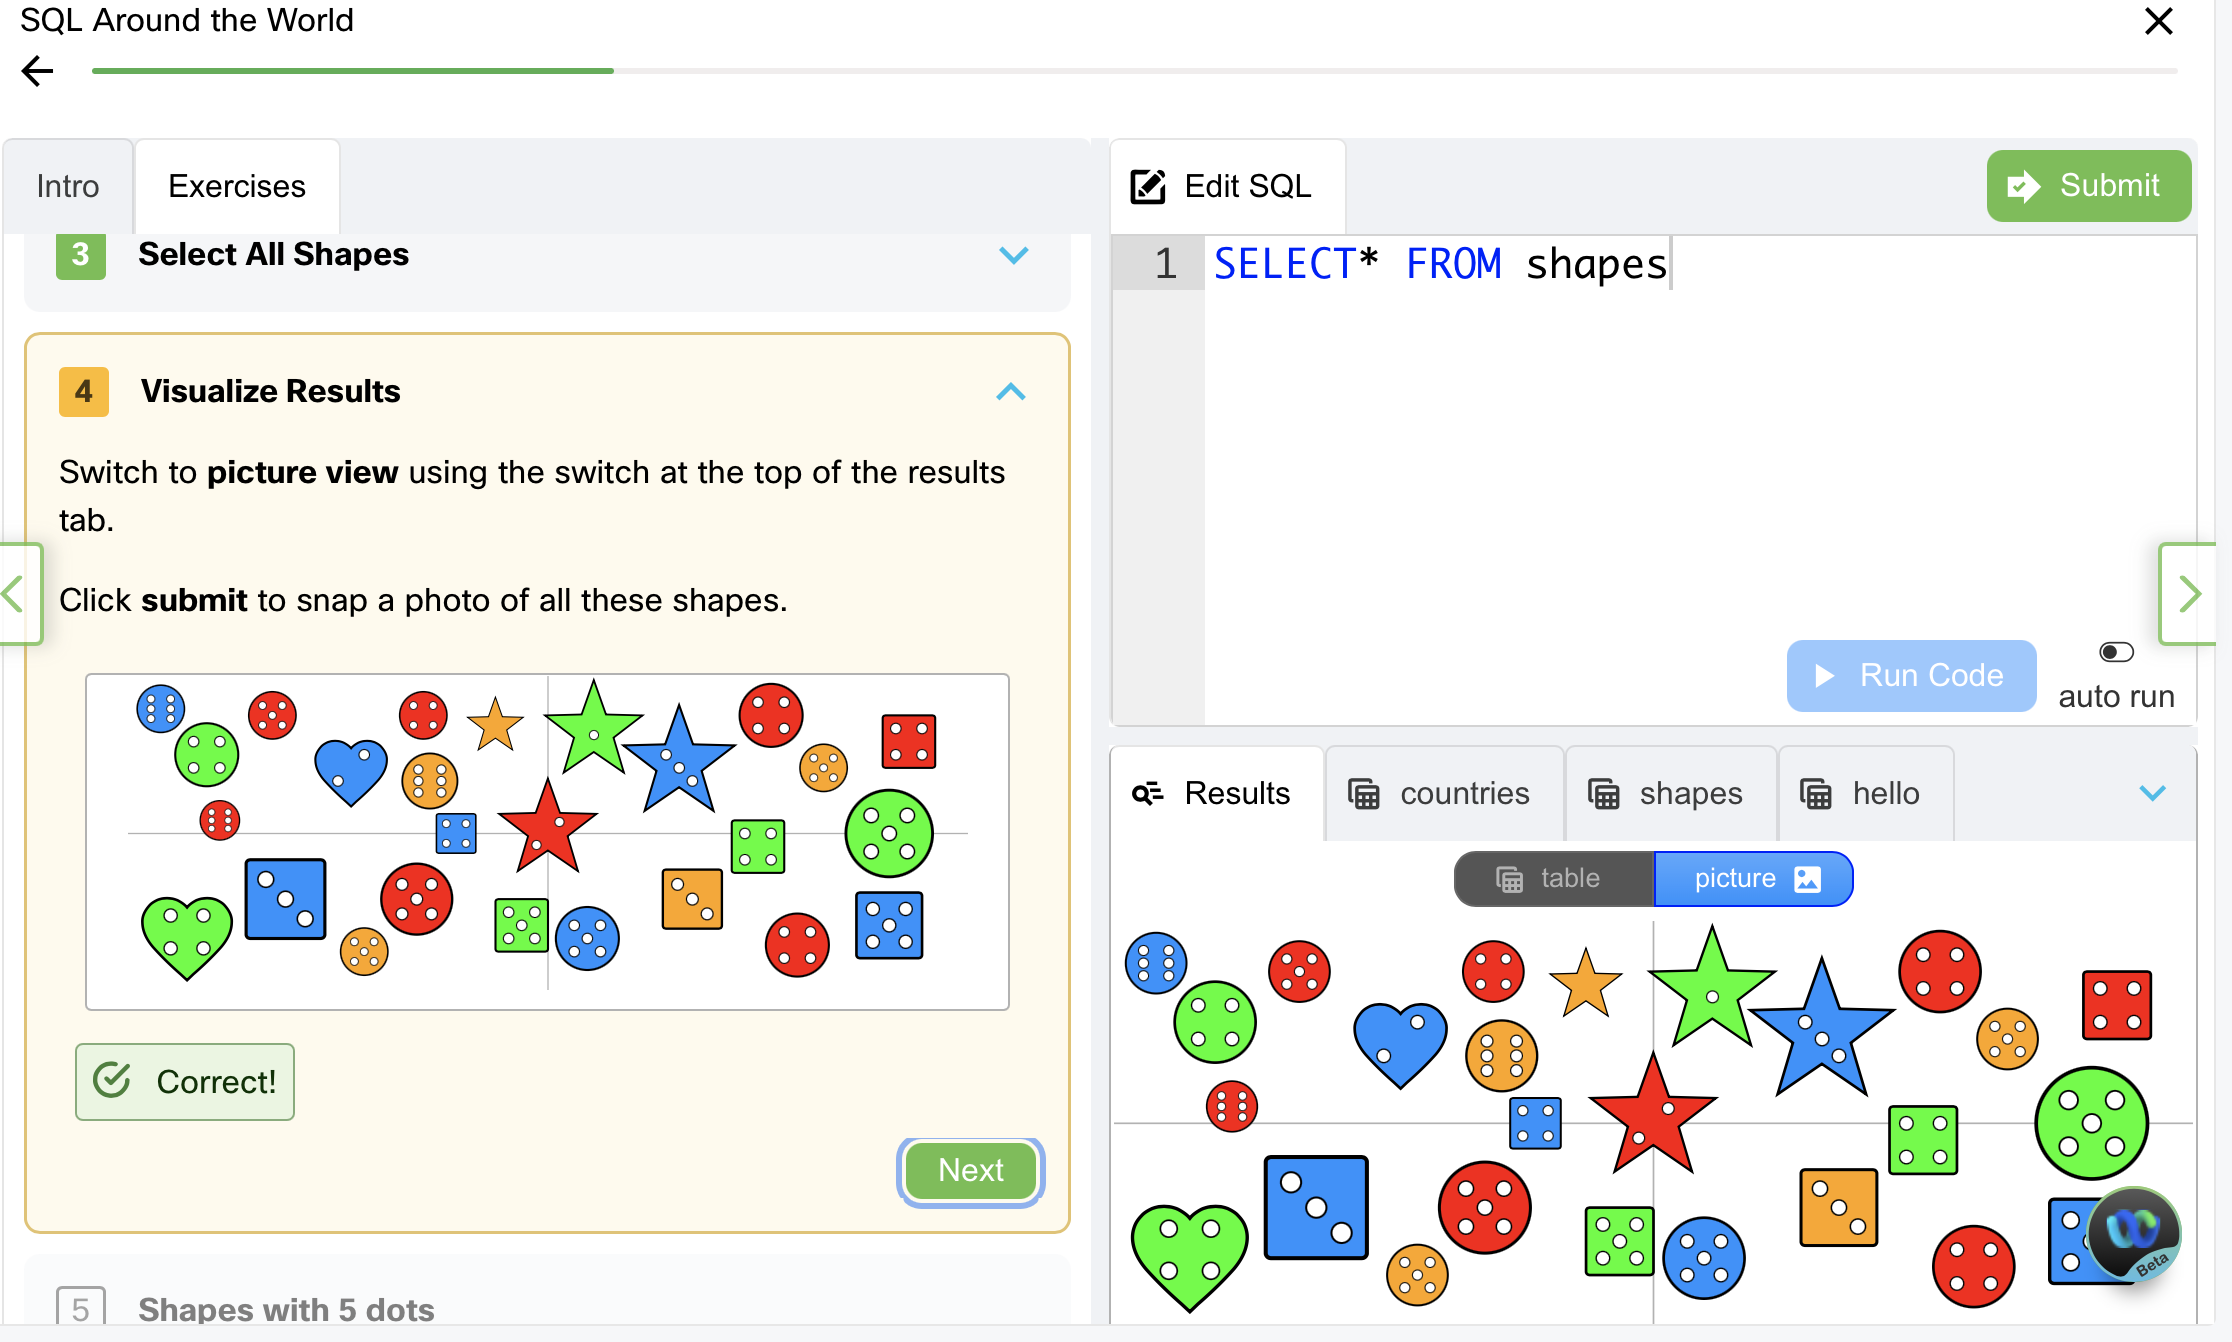 SQL Around the World
Intro
Exercises
3
Select All Shapes
4
Visualize Results
Switch to picture view using the switch at the top of the results
tab.
Click submit to snap a photo of all these shapes.
Correct!
Next
5
Shapes with 5 dots
Edit SQL
Submit
1
SELECT* FROM shapes
Run Code
auto run
Results
countries
shapes
hello
table
picture
Beta